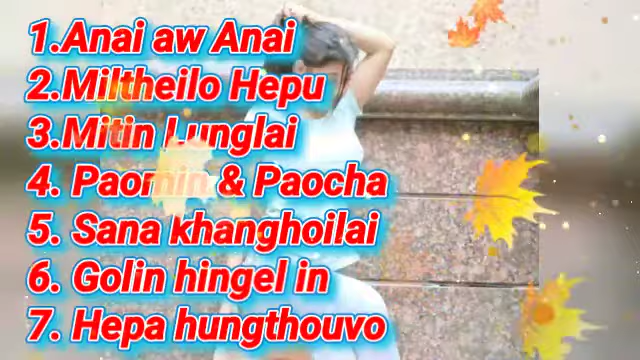 1.Anai aw Anai
2.Miltheilo Hepu
3.Mitin Lunglai
4. Paomin & Paocha
5. Sana khanghoilai
6. Golin hingel in
7. Hepa hungthouvo